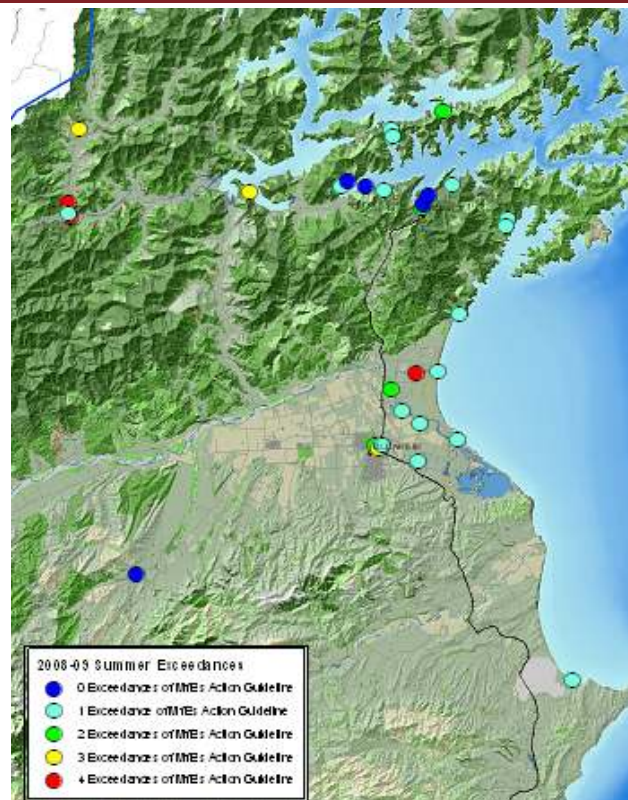 2008-09 Summer Exceedances
0 Exceedances of MfEs Action Guideline
1 Exceedance of MfEs Action Guideline
2 Exceedances of MfEs Action Guideline
3 Exceedances of MfEs Action Guideline
4 Exceedances of MfEs Action Guideline